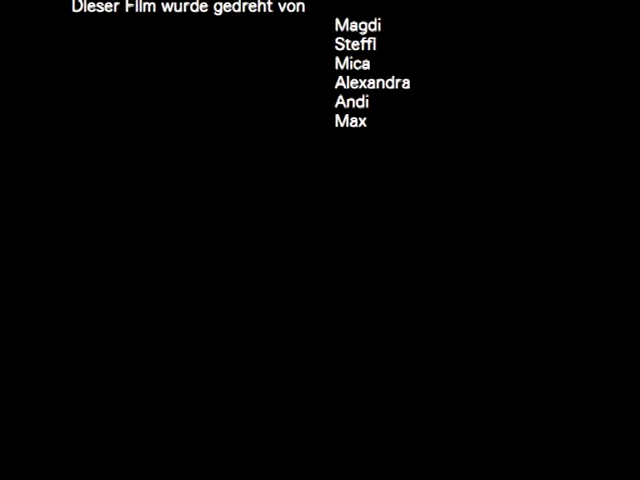 Dieser Film wurde gedreht von
Magdi
Steffl
Mica
Alexandra
Andi
Max